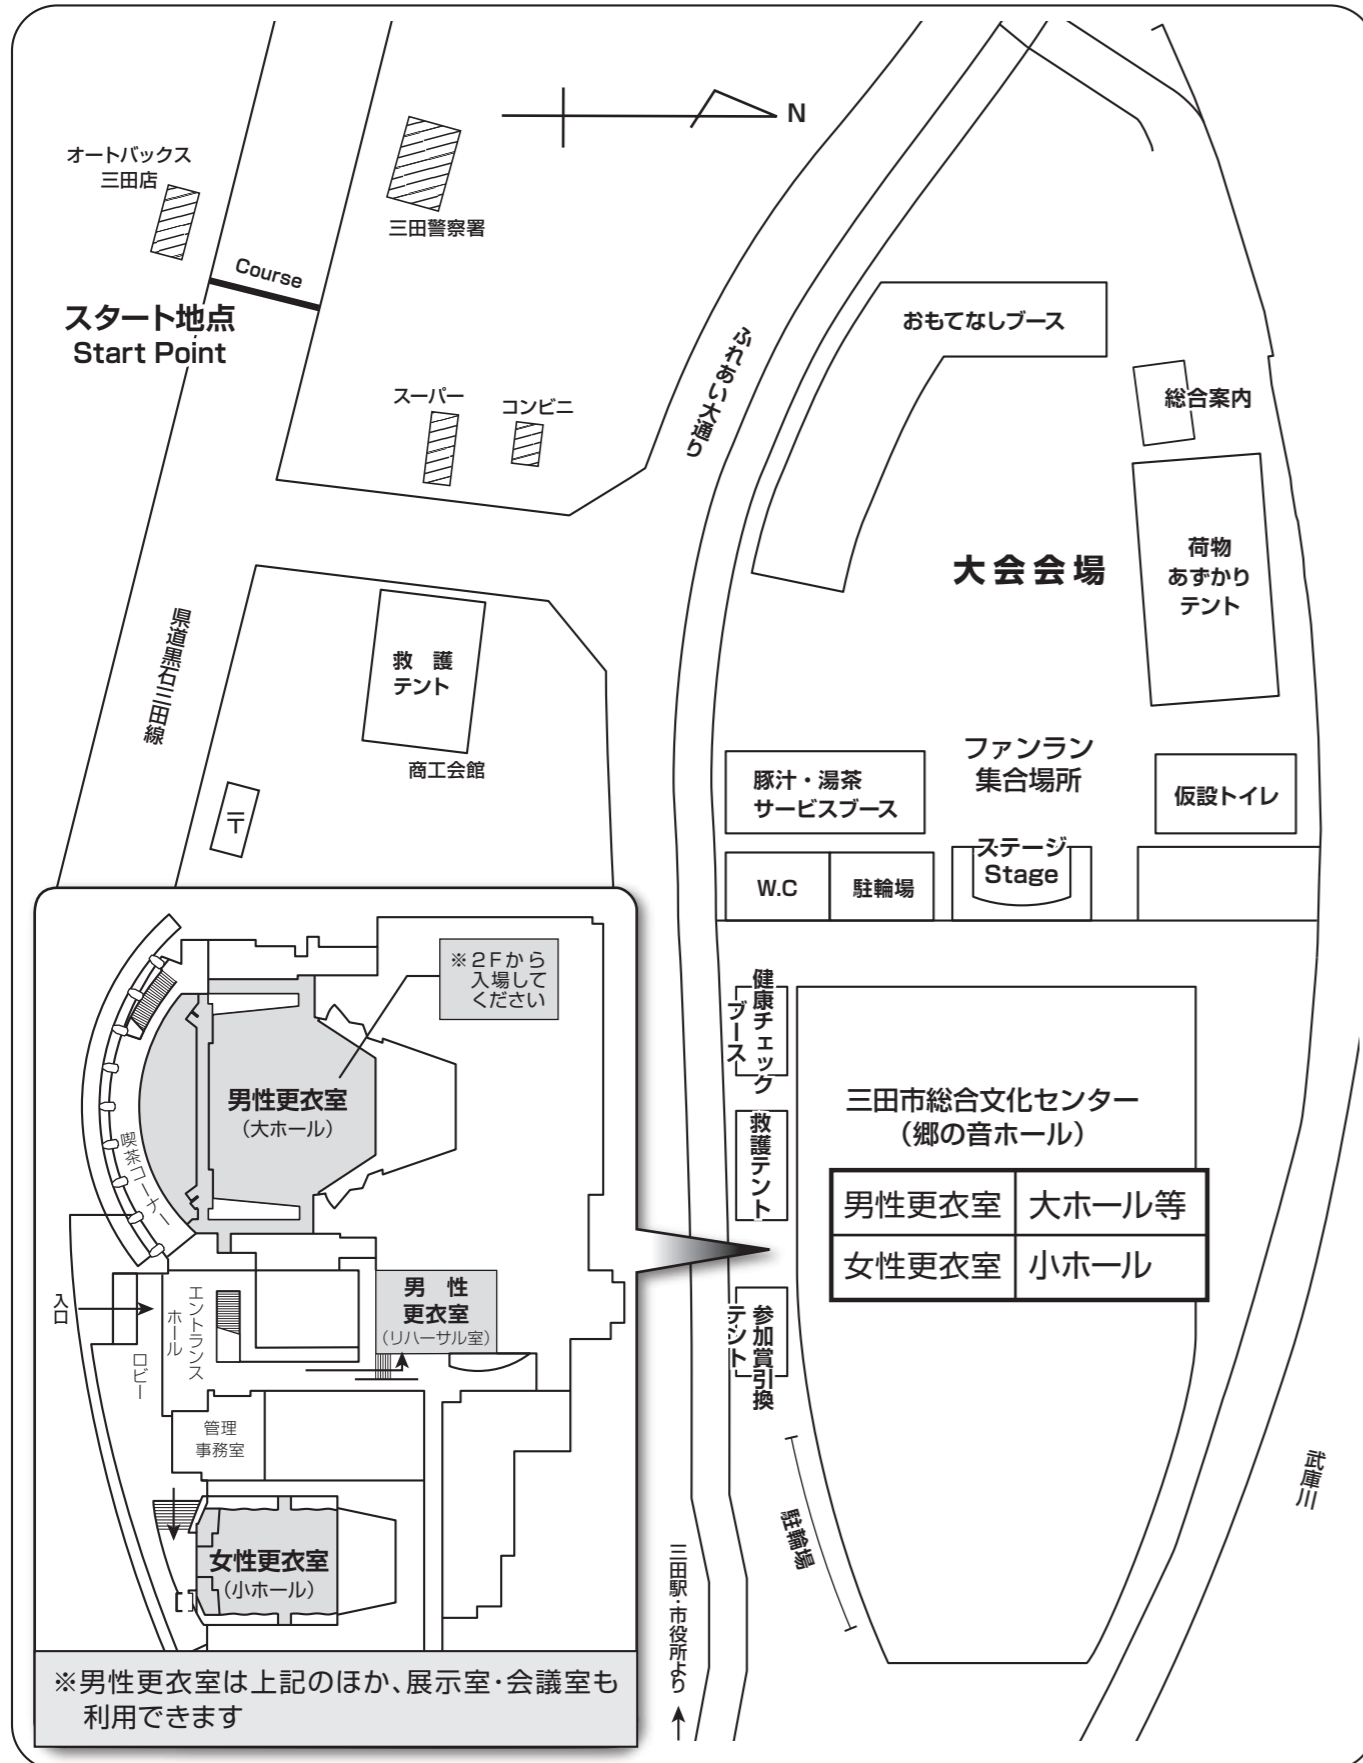 N
オートバックス
三田店
三田警察署
Course
スタート地点
Start Point
スーパー
コンビニ
ふれあい大通り
おもてなしブース
総合案内
大会会場
荷物
あずかり
テント
県道黒石三田線
救 護
テント
商工会館
〒
ファンラン
集合場所
豚汁・湯茶
サービスブース
仮設トイレ
ステージ
Stage
W.C
駐輪場
健康チェック
ブース
救護テント
参加賞引換
テント
駐輪場
三田市総合文化センター
（郷の音ホール）
男性更衣室 大ホール等
女性更衣室 小ホール
武庫川
三田駅・市役所より
※2Fから
入場して
ください
男性更衣室
（大ホール）
喫茶コーナー
男 性
更衣室
（リハーサル室）
入口
エントランス
ホール
ロビー
管理
事務室
女性更衣室
（小ホール）
※男性更衣室は上記のほか、展示室・会議室も
利用できます